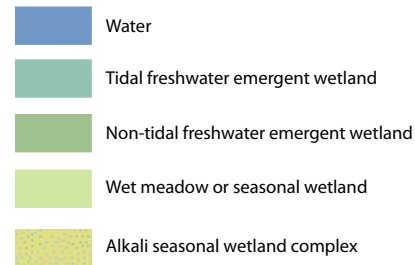 Water
Tidal freshwater emergent wetland
Non-tidal freshwater emergent wetland
Wet meadow or seasonal wetland
Alkali seasonal wetland complex